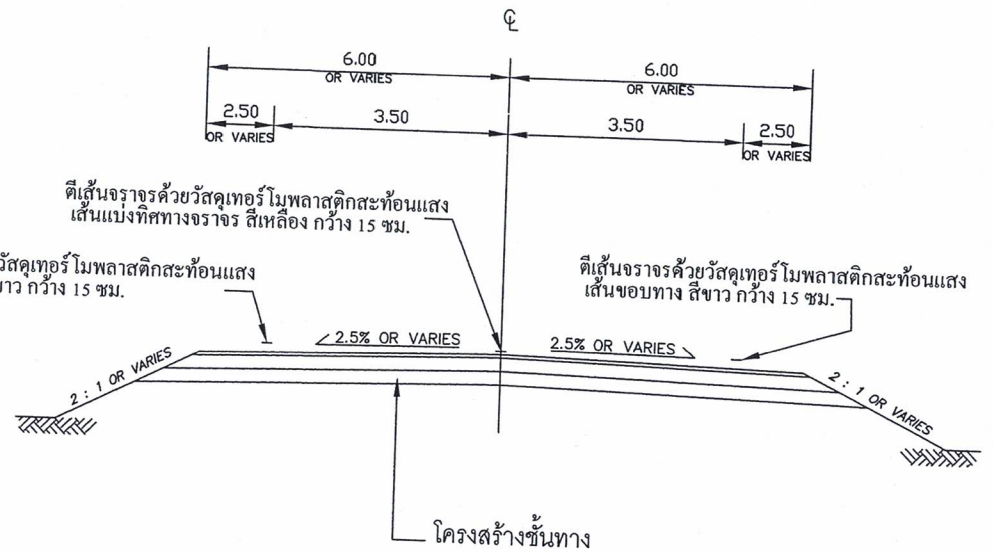 ℄
6.00
OR VARIES
6.00
OR VARIES
2.50
OR VARIES
3.50
3.50
2.50
OR VARIES
ตีเส้นจราจรด้วยวัสดุเทอร์โมพลาสติกสะท้อนแสง
เส้นแบ่งทิศทางจราจร สีเหลือง กว้าง 15 ซม.
วัสดุเทอร์โมพลาสติกสะท้อนแสง
กว้าง 15 ซม.
ตีเส้นจราจรด้วยวัสดุเทอร์โมพลาสติกสะท้อนแสง
เส้นขอบทาง สีขาว กว้าง 15 ซม.
2.5% OR VARIES
2.5% OR VARIES
2 : 1 OR VARIES
2 : 1 OR VARIES
โครงสร้างชั้นทาง